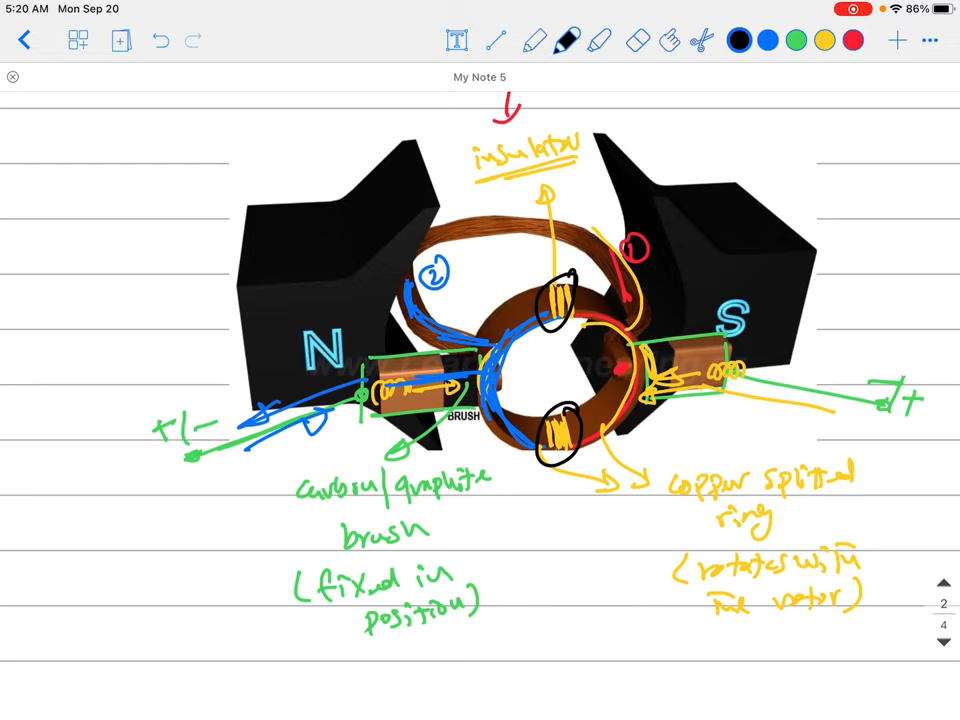 5:20 AM Mon Sep 20
86%
My Note 5
insulator
①
②
N
S
BRUSH
+/-
-/+
carbon/graphite
brush
(fixed in
position)
copper splitted
ring
(rotates with
the rotor)
2
4